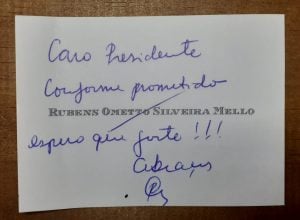 Caro Presidente
Conforme prometido
RUBENS OMETTO SILVEIRA MELLO
espero que goste !!!
Abraços